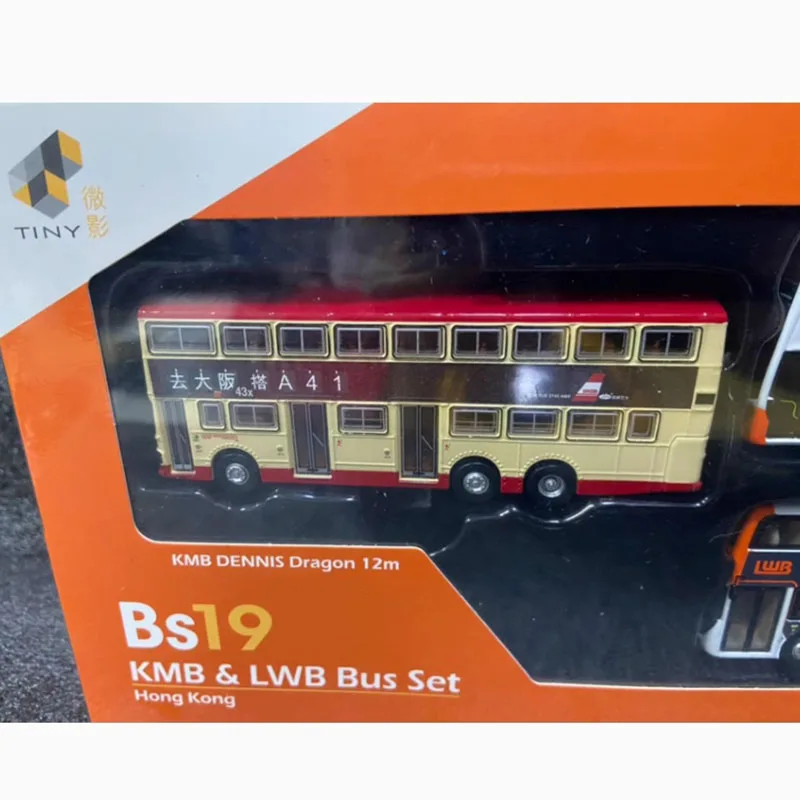 微影
TINY
去大阪 搭 A41
43x
KMB DENNIS Dragon 12m
LWB
Bs19
KMB & LWB Bus Set
Hong Kong